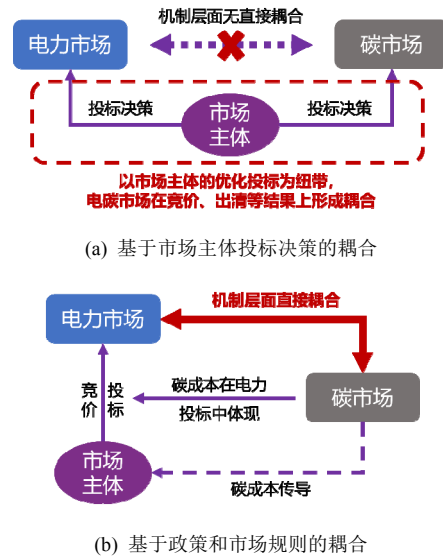 机制层面无直接耦合
电力市场
碳市场
投标决策
投标决策
市场
主体
以市场主体的优化投标为纽带，
电碳市场在竞价、出清等结果上形成耦合
(a) 基于市场主体投标决策的耦合
机制层面直接耦合
电力市场
竞价
投标
碳成本在电力
投标中体现
碳市场
市场
主体
碳成本传导
(b) 基于政策和市场规则的耦合